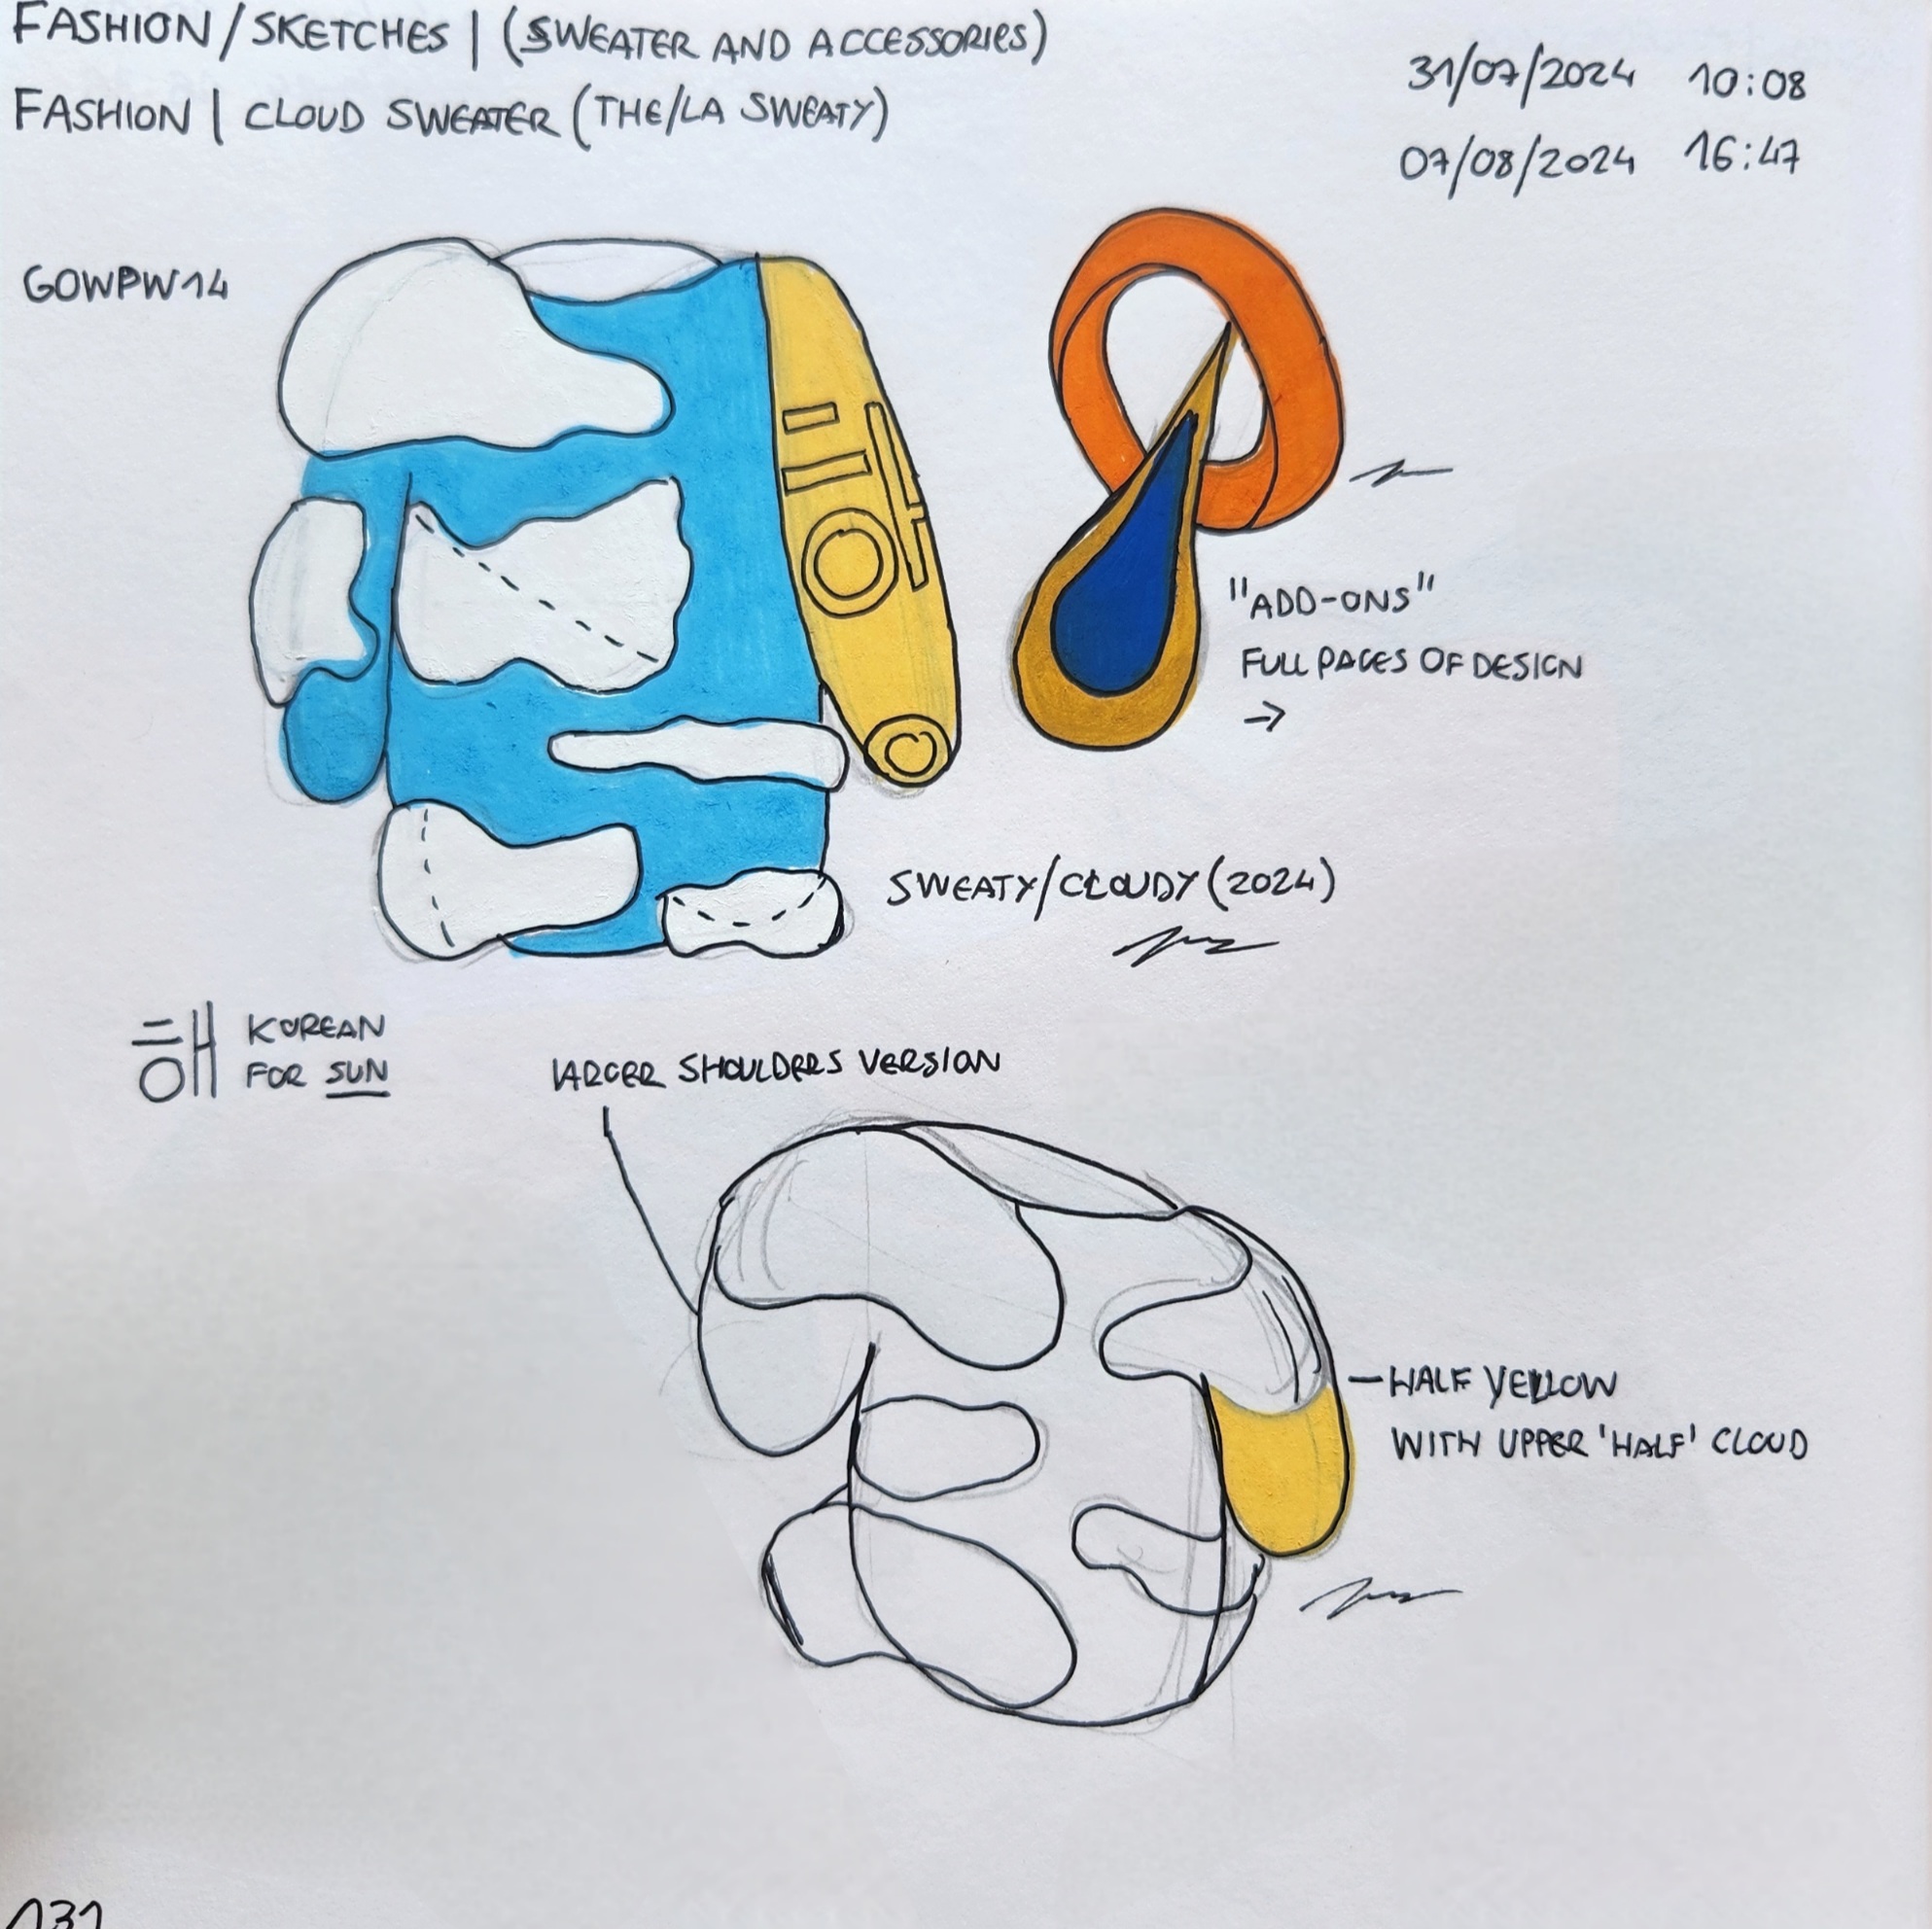 FASHION/SKETCHES | (SWEATER AND ACCESSORIES)
FASHION | CLOUD SWEATER (THE/LA SWEATY)
31/07/2024 10:08
07/08/2024 16:47
GOWPW14
"ADD-ONS"
FULL PAGES OF DESIGN
→
SWEATY/CLOUDY (2024)
해 KOREAN
FOR SUN
LARGER SHOULDERS VERSION
—HALF YELLOW
WITH UPPER 'HALF' CLOUD
131